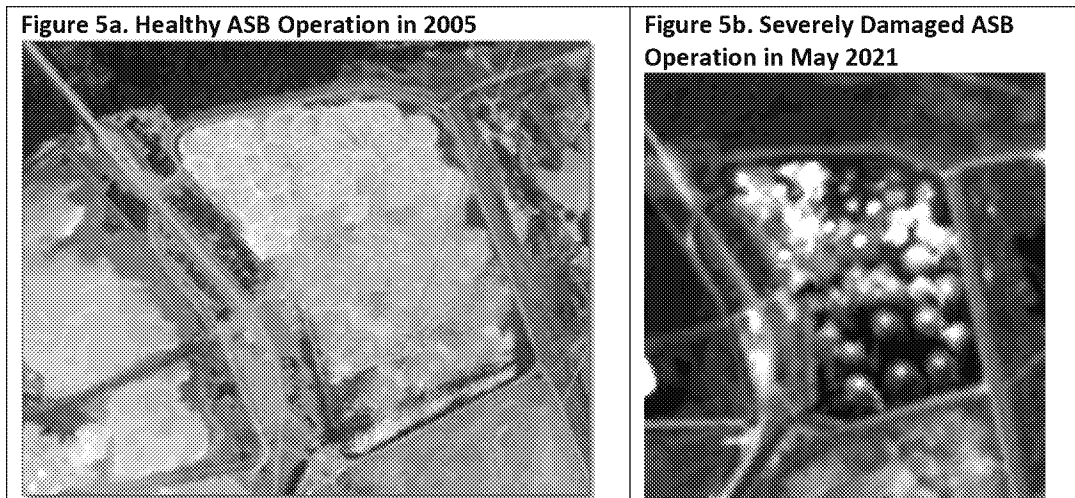 Figure 5a. Healthy ASB Operation in 2005
Figure 5b. Severely Damaged ASB
Operation in May 2021